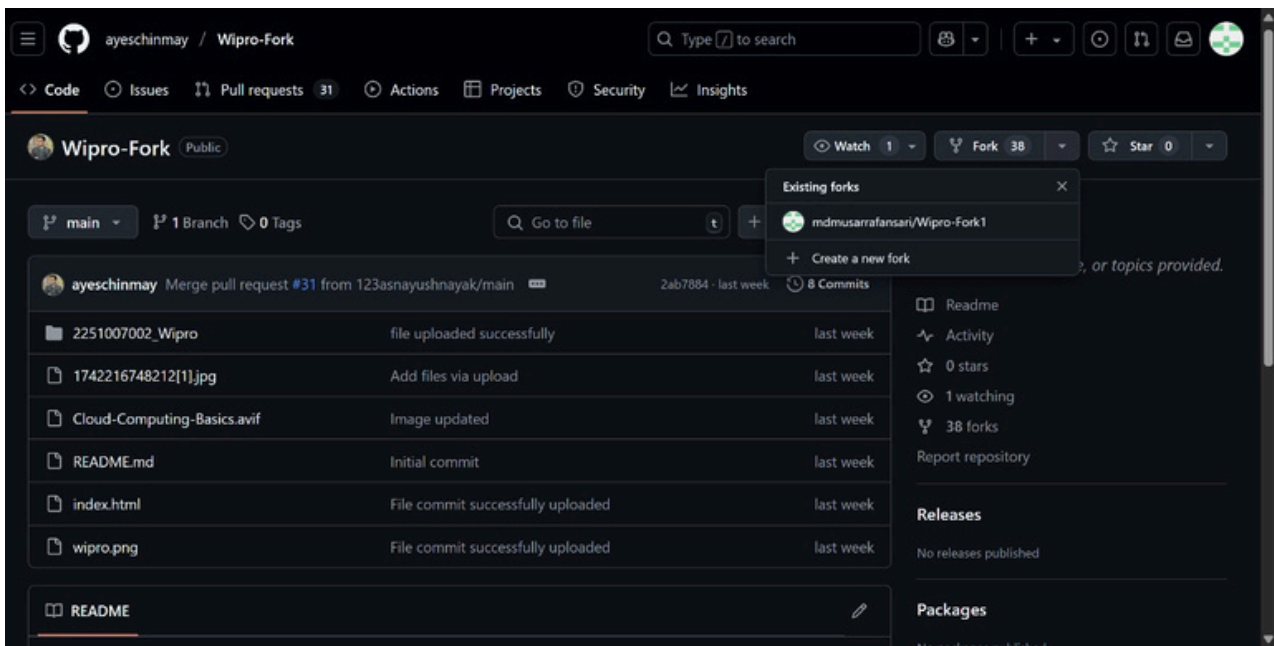 ayeschinmay / Wipro-Fork
Type / to search
Code Issues Pull requests 31 Actions Projects Security Insights
Wipro-Fork Public
Watch 1 Fork 38 Star 0
Existing forks
mdmusarrafansari/Wipro-Fork1
Create a new fork
main 1 Branch 0 Tags Go to file t
ayeschinmay Merge pull request #31 from 123asnayushnayak/main 2ab7884 · last week 8 Commits
2251007002_Wipro file uploaded successfully last week
1742216748212[1].jpg Add files via upload last week
Cloud-Computing-Basics.avif Image updated last week
README.md Initial commit last week
index.html File commit successfully uploaded last week
wipro.png File commit successfully uploaded last week
README
, or topics provided.
Readme
Activity
0 stars
1 watching
38 forks
Report repository
Releases
No releases published
Packages